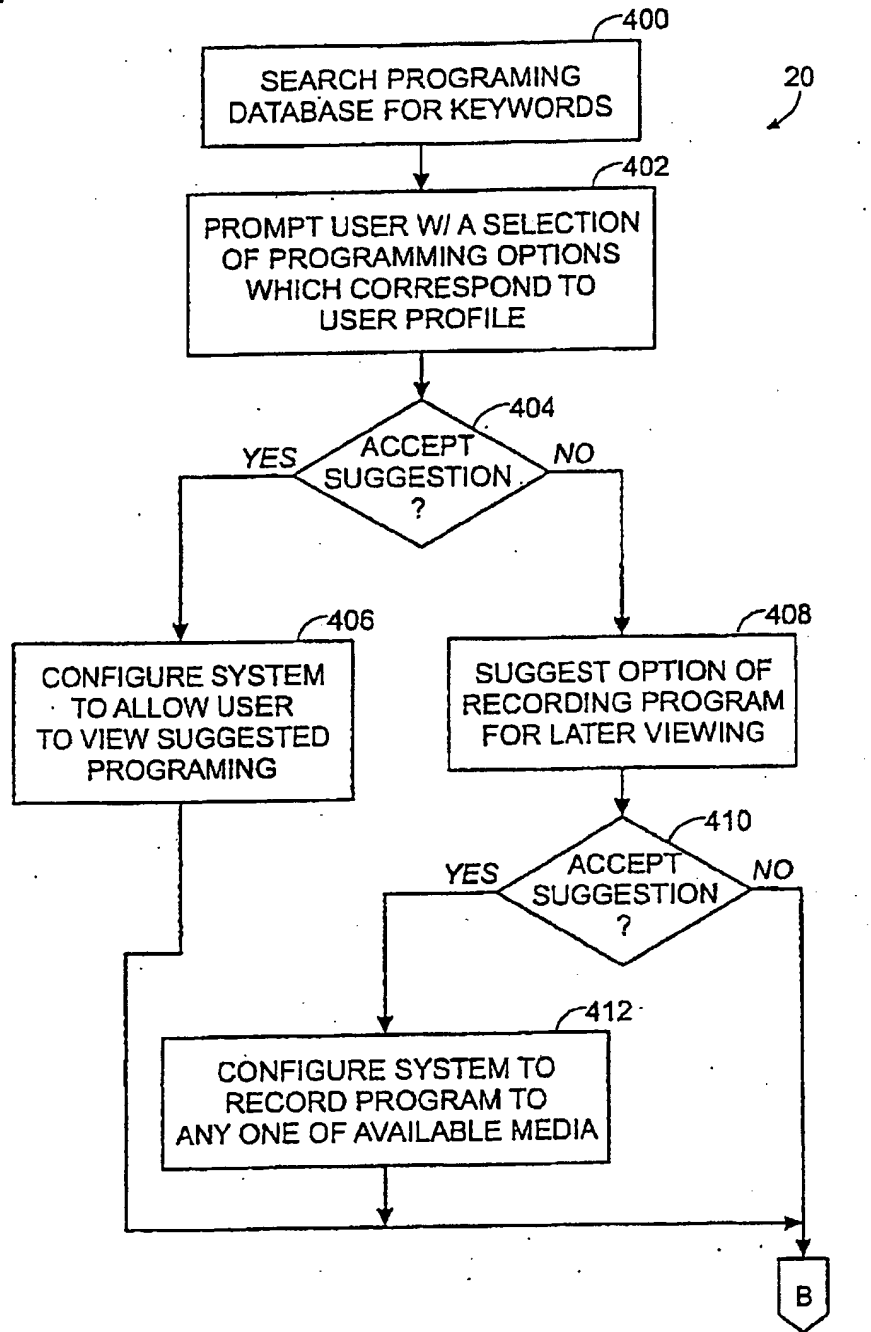 400
SEARCH PROGRAMING
DATABASE FOR KEYWORDS
20
402
PROMPT USER W/ A SELECTION
OF PROGRAMMING OPTIONS
WHICH CORRESPOND TO
USER PROFILE
404
YES
ACCEPT
SUGGESTION
?
NO
406
CONFIGURE SYSTEM
TO ALLOW USER
TO VIEW SUGGESTED
PROGRAMING
408
SUGGEST OPTION OF
RECORDING PROGRAM
FOR LATER VIEWING
410
YES
ACCEPT
SUGGESTION
?
NO
412
CONFIGURE SYSTEM TO
RECORD PROGRAM TO
ANY ONE OF AVAILABLE MEDIA
B